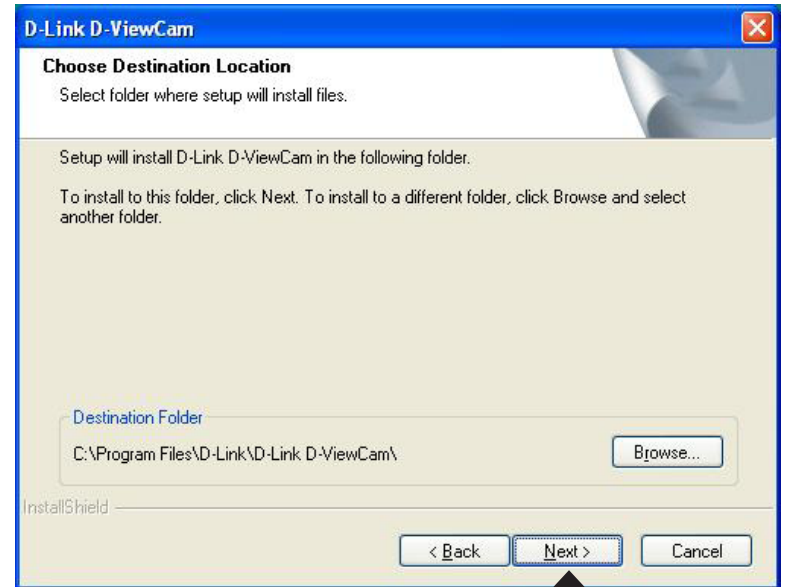 D-Link D-ViewCam
Choose Destination Location
Select folder where setup will install files.
Setup will install D-Link D-ViewCam in the following folder.
To install to this folder, click Next. To install to a different folder, click Browse and select
another folder.
Destination Folder
C:\Program Files\D-Link\D-Link D-ViewCam\
Browse...
InstallShield
< Back
Next >
Cancel